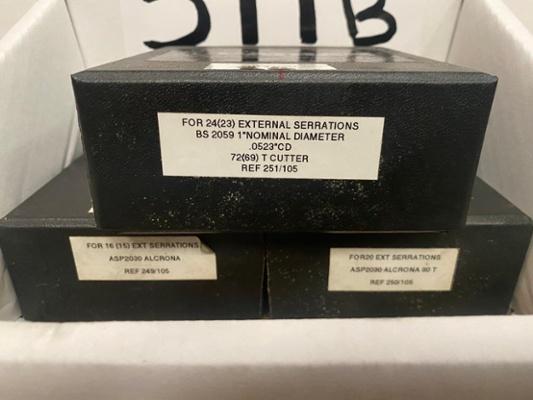 511B
FOR 24(23) EXTERNAL SERRATIONS
BS 2059 1"NOMINAL DIAMETER
.0523"CD
72(69) T CUTTER
REF 251/105
FOR 16 (15) EXT SERRATIONS
ASP2030 ALCRONA
REF 249/105
FOR20 EXT SERRATIONS
ASP2030 ALCRONA 80 T
REF 250/105